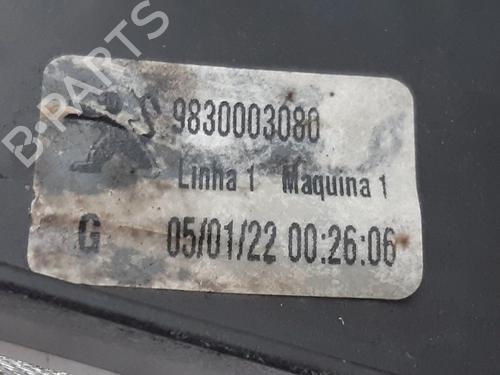 B-PARTS
9830003080
Linha 1 Maquina 1
G 05/01/22 00:26:06